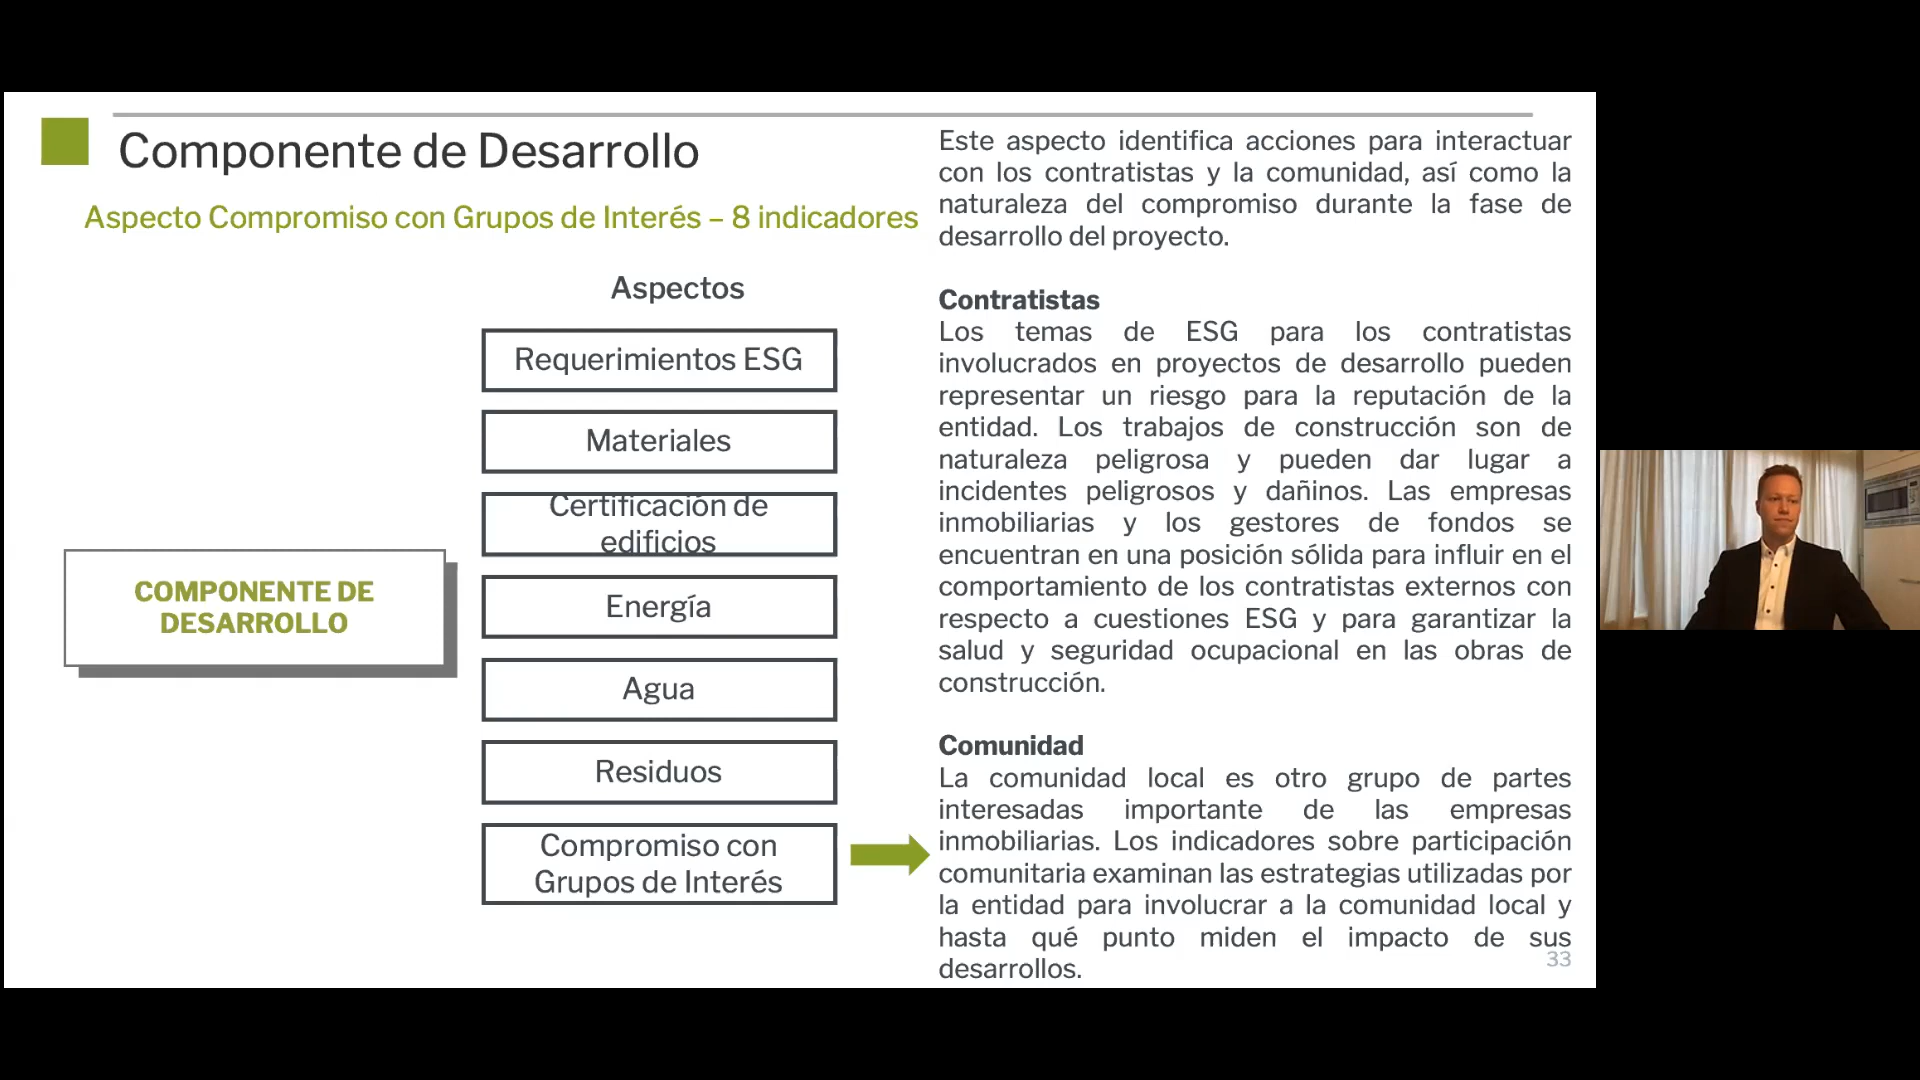 Componente de Desarrollo
Aspecto Compromiso con Grupos de Interés – 8 indicadores
Aspectos
Requerimientos ESG
Materiales
Certificación de
edificios
Energía
Agua
Residuos
Compromiso con
Grupos de Interés
COMPONENTE DE
DESARROLLO
Este aspecto identifica acciones para interactuar
con los contratistas y la comunidad, así como la
naturaleza del compromiso durante la fase de
desarrollo del proyecto.
Contratistas
Los temas de ESG para los contratistas
involucrados en proyectos de desarrollo pueden
representar un riesgo para la reputación de la
entidad. Los trabajos de construcción son de
naturaleza peligrosa y pueden dar lugar a
incidentes peligrosos y dañinos. Las empresas
inmobiliarias y los gestores de fondos se
encuentran en una posición sólida para influir en el
comportamiento de los contratistas externos con
respecto a cuestiones ESG y para garantizar la
salud y seguridad ocupacional en las obras de
construcción.
Comunidad
La comunidad local es otro grupo de partes
interesadas importante de las empresas
inmobiliarias. Los indicadores sobre participación
comunitaria examinan las estrategias utilizadas por
la entidad para involucrar a la comunidad local y
hasta qué punto miden el impacto de sus
desarrollos.
33